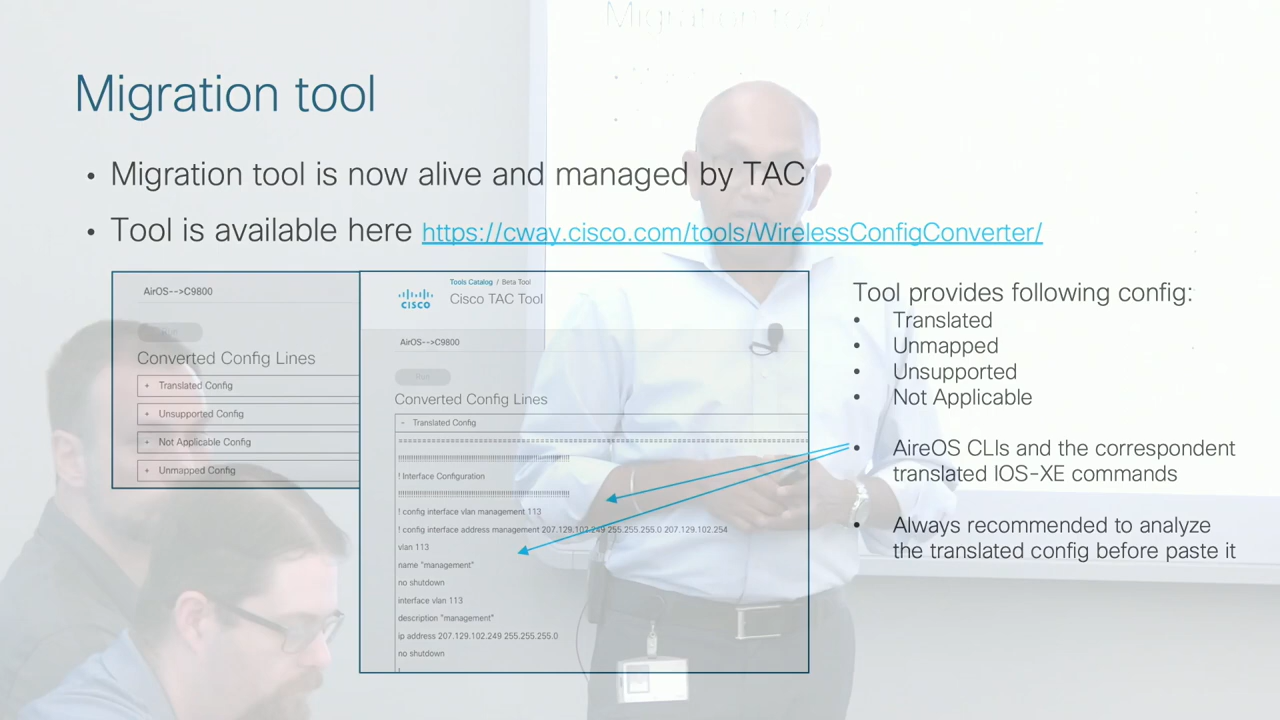 Migration tool
Migration tool
• Migration tool is now alive and managed by TAC
• Tool is available here https://cway.cisco.com/tools/WirelessConfigConverter/
AirOS-->C9800
Run
Converted Config Lines
+ Translated Config
+ Unsupported Config
+ Not Applicable Config
+ Unmapped Config
CISCO
Tools Catalog / Beta Tool
Cisco TAC Tool
AirOS-->C9800
Run
Converted Config Lines
− Translated Config
! Interface Configuration
! config interface vlan management 113
! config interface address management 207.129.102.249 255.255.255.0 207.129.102.254
vlan 113
name "management"
no shutdown
interface vlan 113
description "management"
ip address 207.129.102.249 255.255.255.0
no shutdown
!
Tool provides following config:
• Translated
• Unmapped
• Unsupported
• Not Applicable
• AireOS CLIs and the correspondent
translated IOS-XE commands
• Always recommended to analyze
the translated config before paste it